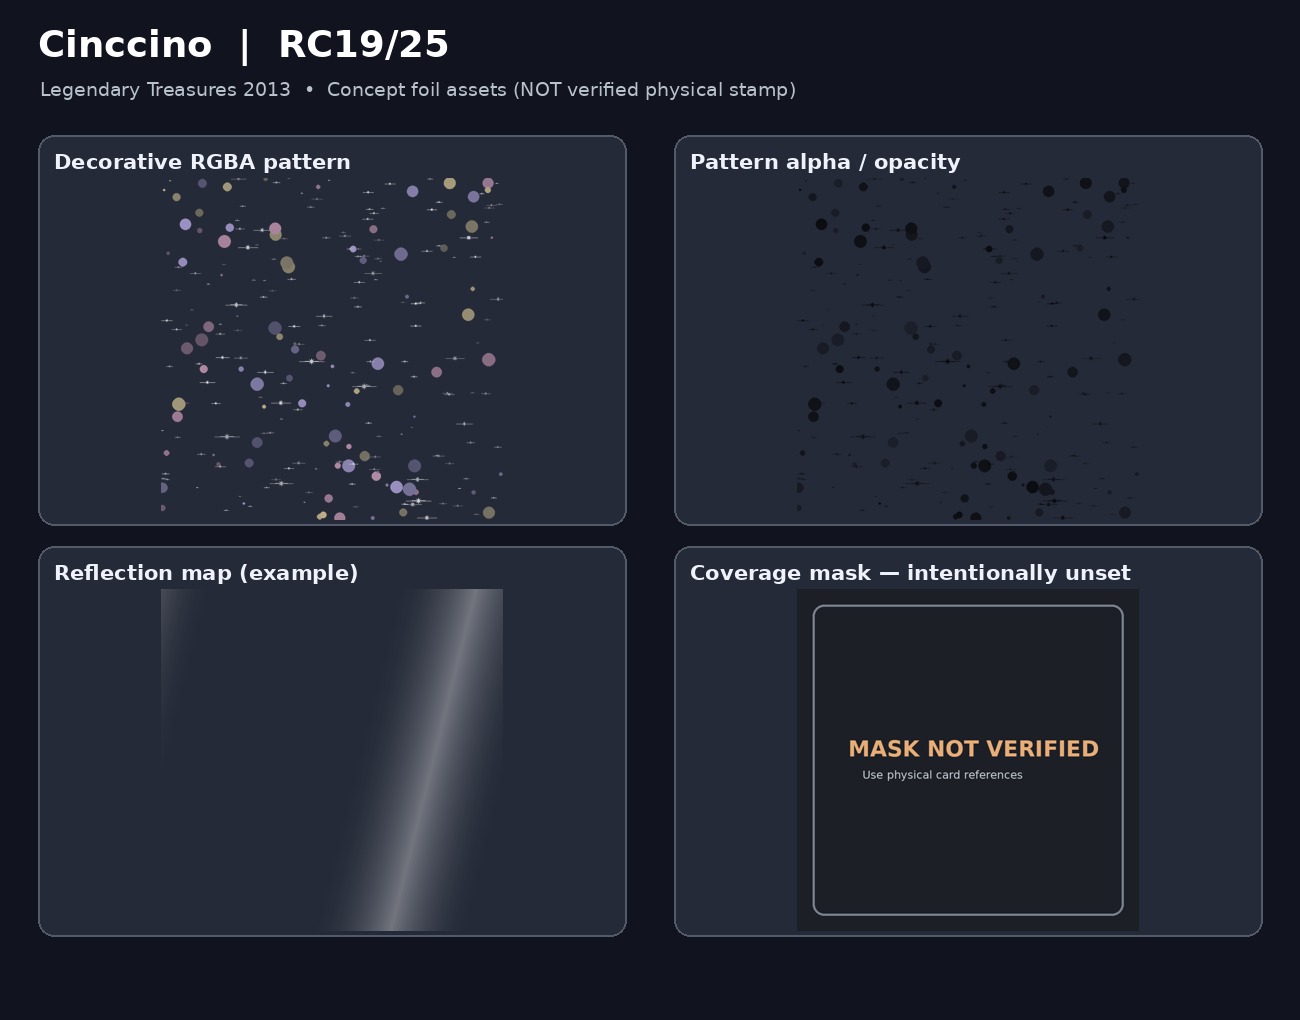 Cinccino | RC19/25
Legendary Treasures 2013 • Concept foil assets (NOT verified physical stamp)
Decorative RGBA pattern
Pattern alpha / opacity
Reflection map (example)
Coverage mask — intentionally unset
MASK NOT VERIFIED
Use physical card references